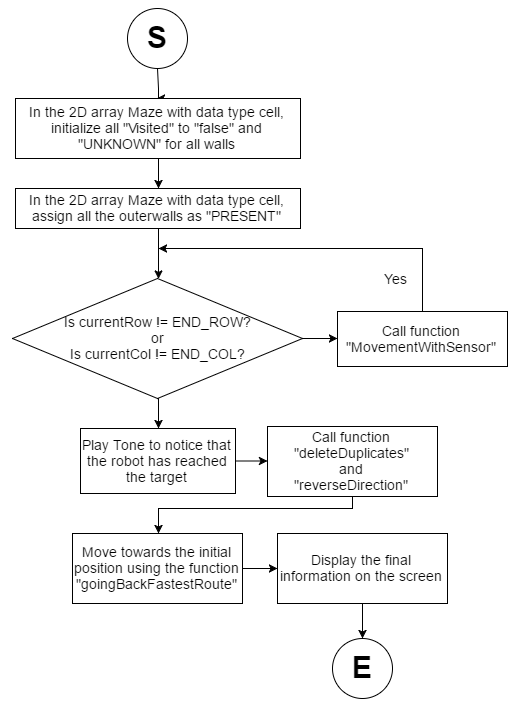 S
In the 2D array Maze with data type cell,
initialize all "Visited" to "false" and
"UNKNOWN" for all walls
In the 2D array Maze with data type cell,
assign all the outerwalls as "PRESENT"
Yes
Is currentRow != END_ROW?
or
Is currentCol != END_COL?
Call function
"MovementWithSensor"
Play Tone to notice that
the robot has reached
the target
Call function
"deleteDuplicates"
and
"reverseDirection"
Move towards the initial
position using the function
"goingBackFastestRoute"
Display the final
information on the screen
E